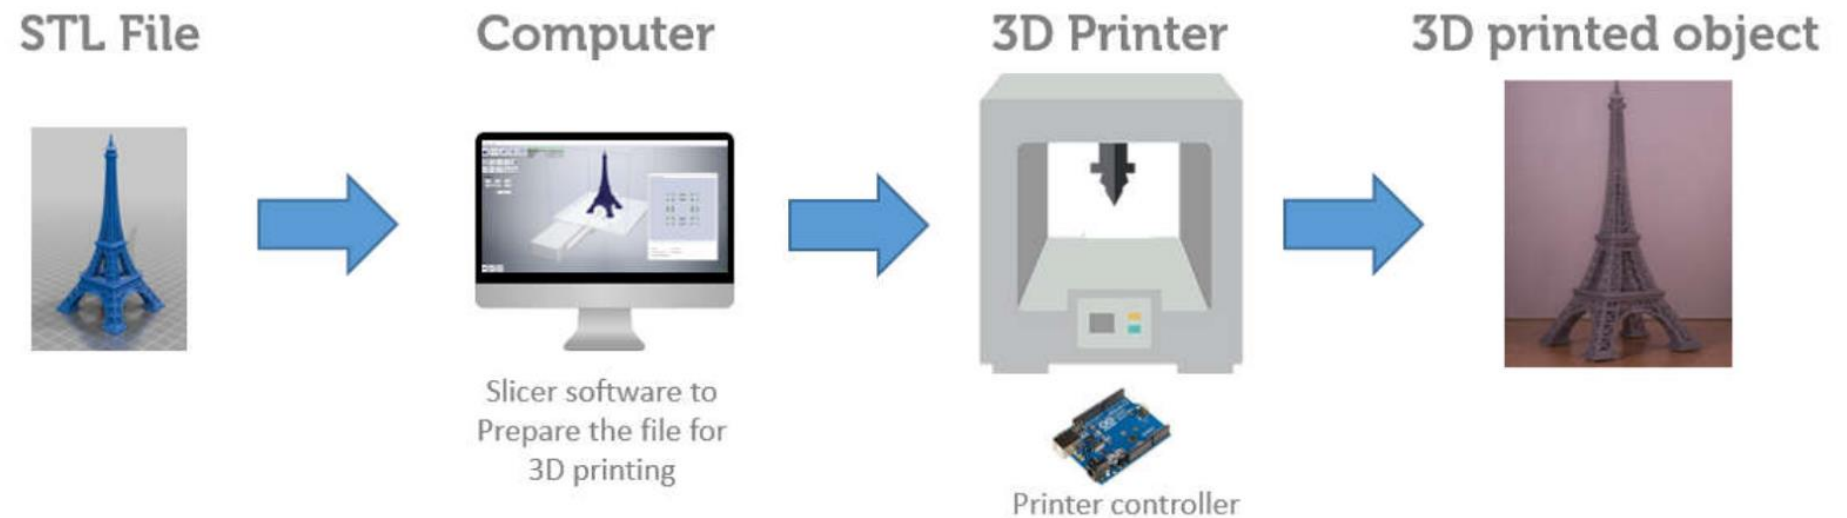 STL File
Computer
3D Printer
3D printed object
Slicer software to
Prepare the file for
3D printing
Printer controller